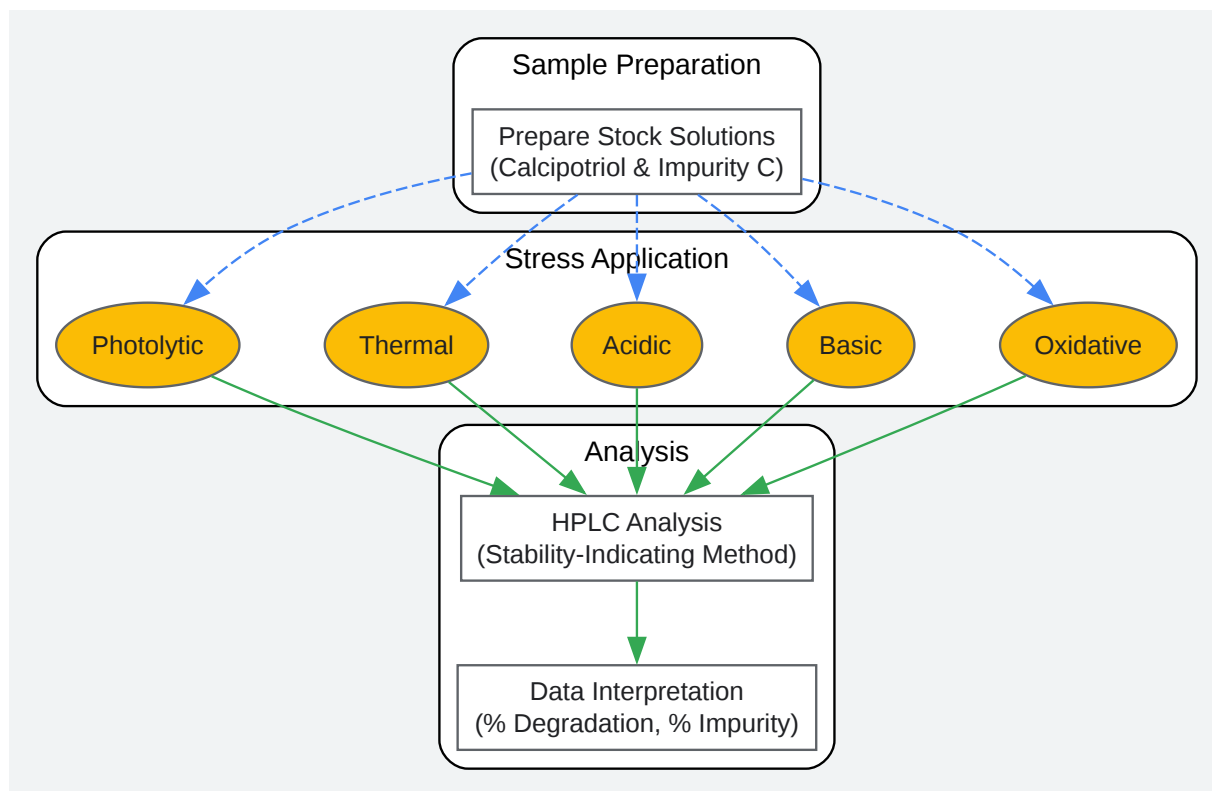 Sample Preparation
Prepare Stock Solutions
(Calcipotriol & Impurity C)
Stress Application
Photolytic
Thermal
Acidic
Basic
Oxidative
Analysis
HPLC Analysis
(Stability-Indicating Method)
Data Interpretation
(% Degradation, % Impurity)